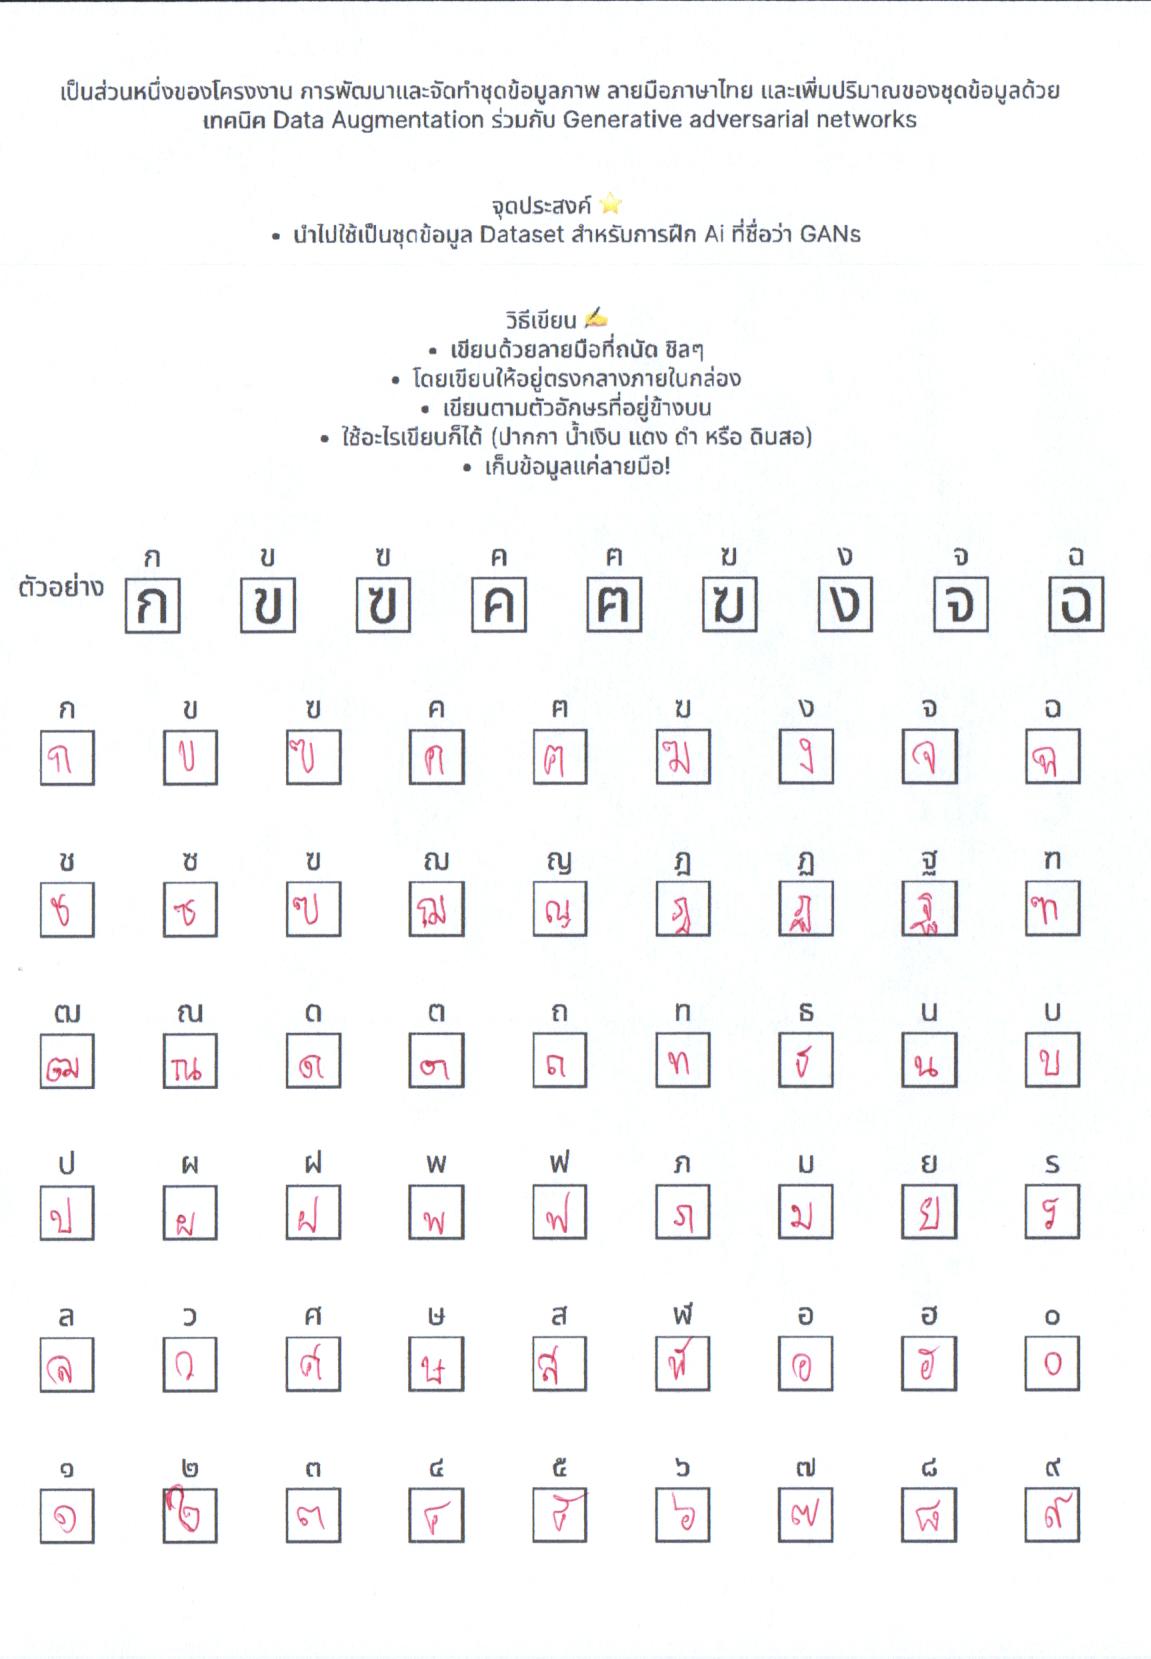 เป็นส่วนหนึ่งของโครงงาน การพัฒนาและจัดทำชุดข้อมูลภาพ ลายมือภาษาไทย และเพิ่มปริมาณของชุดข้อมูลด้วย
เทคนิค Data Augmentation ร่วมกับ Generative adversarial networks
จุดประสงค์ ⭐
• นำไปใช้เป็นชุดข้อมูล Dataset สำหรับการฝึก Ai ที่ชื่อว่า GANs
วิธีเขียน ✍
• เขียนด้วยลายมือที่ถนัด ชิลๆ
• โดยเขียนให้อยู่ตรงกลางภายในกล่อง
• เขียนตามตัวอักษรที่อยู่ข้างบน
• ใช้อะไรเขียนก็ได้ (ปากกา น้ำเงิน แดง ดำ หรือ ดินสอ)
• เก็บข้อมูลแค่ลายมือ!
ก ข ฃ ค ฅ ฆ ง จ ฉ
ตัวอย่าง ก ข ฃ ค ฅ ฆ ง จ ฉ
ก ข ฃ ค ฅ ฆ ง จ ฉ
ก ข ฃ ค ฅ ฆ ง จ ฉ
ช ซ ฃ ฌ ญ ฎ ฏ ฐ ฑ
ช ซ ฃ ฌ ญ ฎ ฏ ฐ ฑ
ฒ ณ ด ต ถ ท ธ น บ
ฒ ณ ด ต ถ ท ธ น บ
ป ผ ฝ พ ฟ ภ ม ย ร
ป ผ ฝ พ ฟ ภ ม ย ร
ล ว ศ ษ ส ฬ อ ฮ ๐
ล ว ศ ษ ส ฬ อ ฮ ๐
๑ ๒ ๓ ๔ ๕ ๖ ๗ ๘ ๙
๑ ๒ ๓ ๔ ๕ ๖ ๗ ๘ ๙